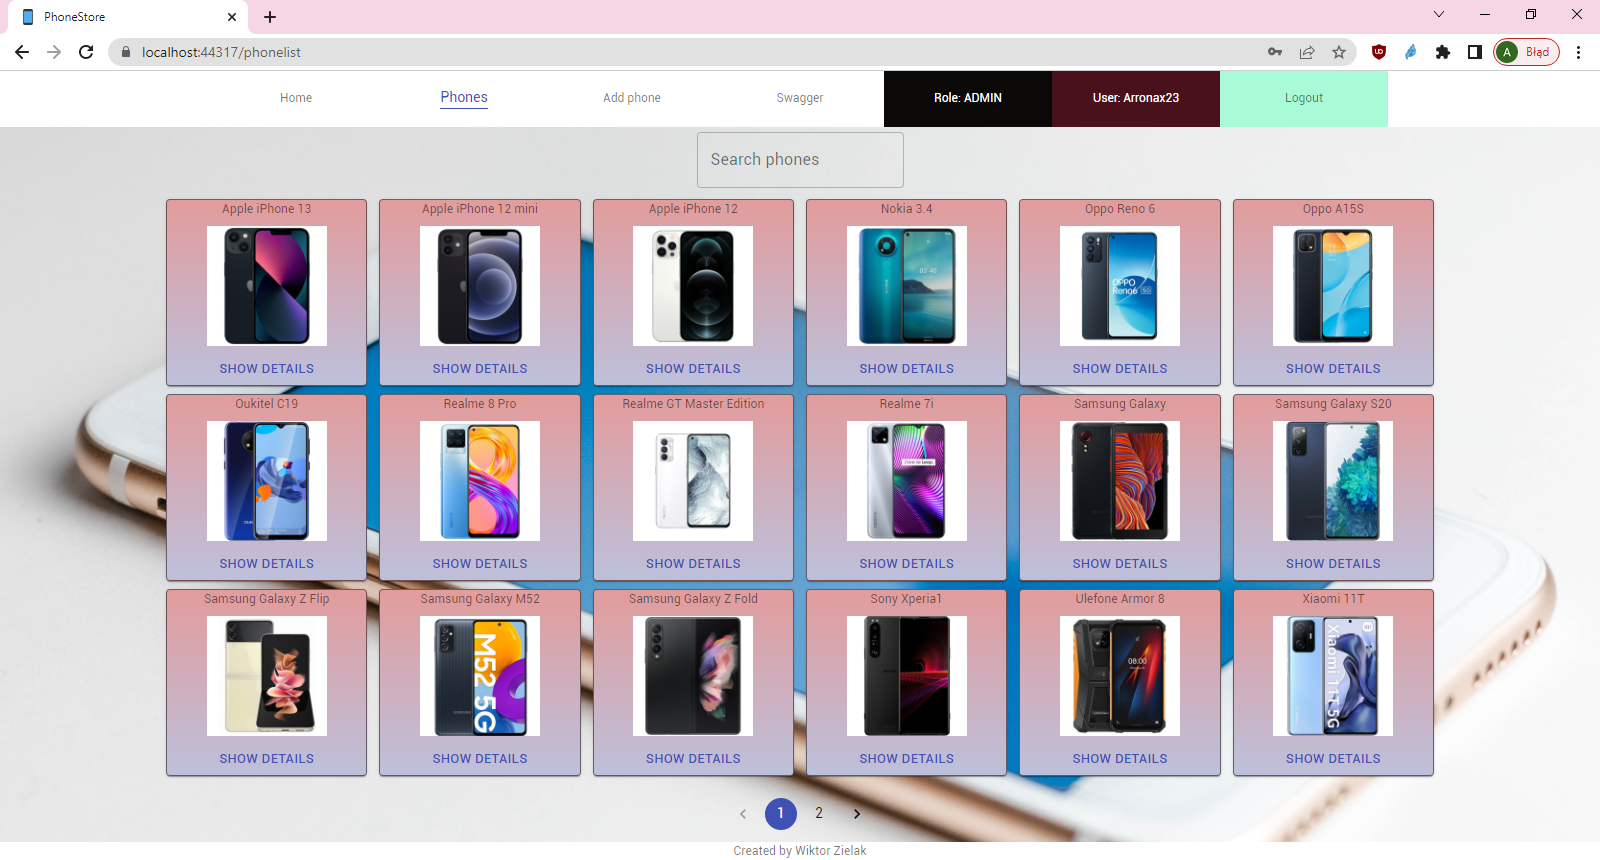 PhoneStore
localhost:44317/phonelist
A Błąd
Home Phones Add phone Swagger Role: ADMIN User: Arronax23 Logout
Search phones
Apple iPhone 13 Apple iPhone 12 mini Apple iPhone 12 Nokia 3.4 Oppo Reno 6 Oppo A15S
03:40
OPPO
Reno6 5G
SHOW DETAILS SHOW DETAILS SHOW DETAILS SHOW DETAILS SHOW DETAILS SHOW DETAILS
Oukitel C19 Realme 8 Pro Realme GT Master Edition Realme 7i Samsung Galaxy Samsung Galaxy S20
SHOW DETAILS SHOW DETAILS SHOW DETAILS SHOW DETAILS SHOW DETAILS SHOW DETAILS
Samsung Galaxy Z Flip Samsung Galaxy M52 Samsung Galaxy Z Fold Sony Xperia1 Ulefone Armor 8 Xiaomi 11T
M52 5G
08:00
Xiaomi 11T 5G
SHOW DETAILS SHOW DETAILS SHOW DETAILS SHOW DETAILS SHOW DETAILS SHOW DETAILS
1 2
Created by Wiktor Zielak